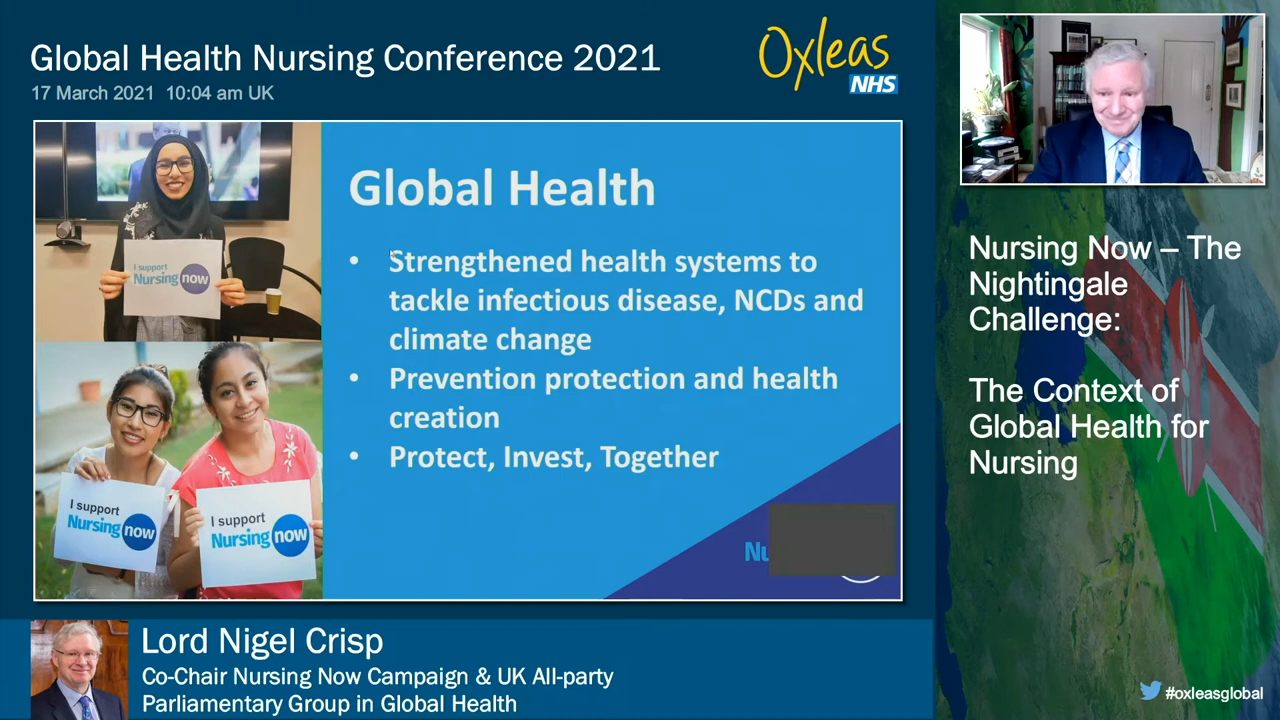 Global Health Nursing Conference 2021
17 March 2021 10:04 am UK
Oxleas
NHS
I support
Nursing now
I support
Nursing now
I support
Nursing now
Global Health
• Strengthened health systems to
tackle infectious disease, NCDs and
climate change
• Prevention protection and health
creation
• Protect, Invest, Together
Nursing Now – The
Nightingale
Challenge:
The Context of
Global Health for
Nursing
Lord Nigel Crisp
Co-Chair Nursing Now Campaign & UK All-party
Parliamentary Group in Global Health
#oxleasglobal